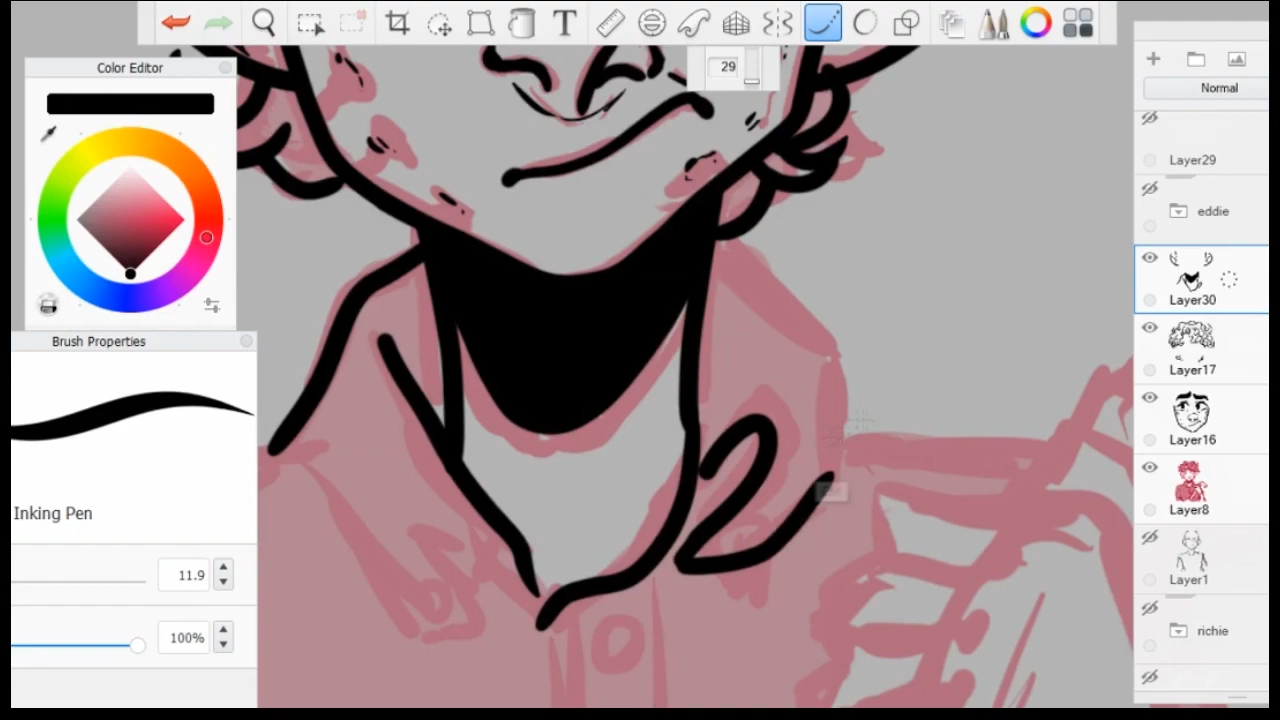 T
29
Color Editor
Normal
Layer29
eddie
Layer30
Brush Properties
Layer17
Layer16
Inking Pen
Layer8
11.9
Layer1
100%
richie
2